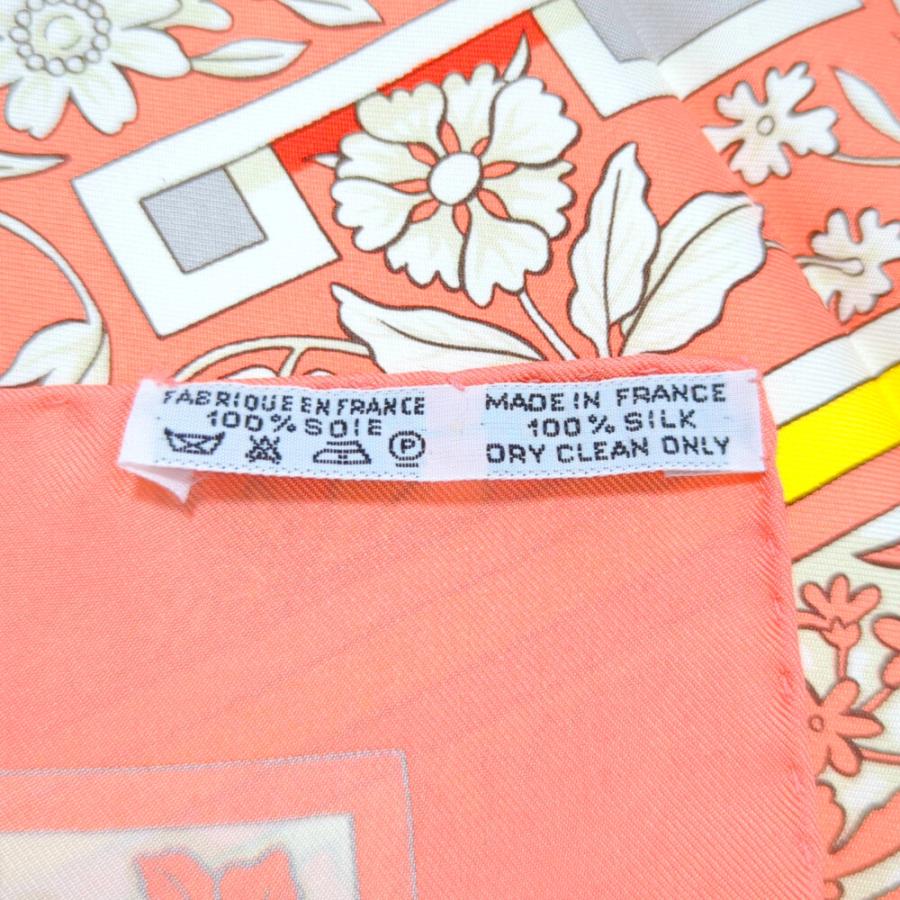 FABRIQUE EN FRANCE
100% SOIE
P
MADE IN FRANCE
100% SILK
DRY CLEAN ONLY